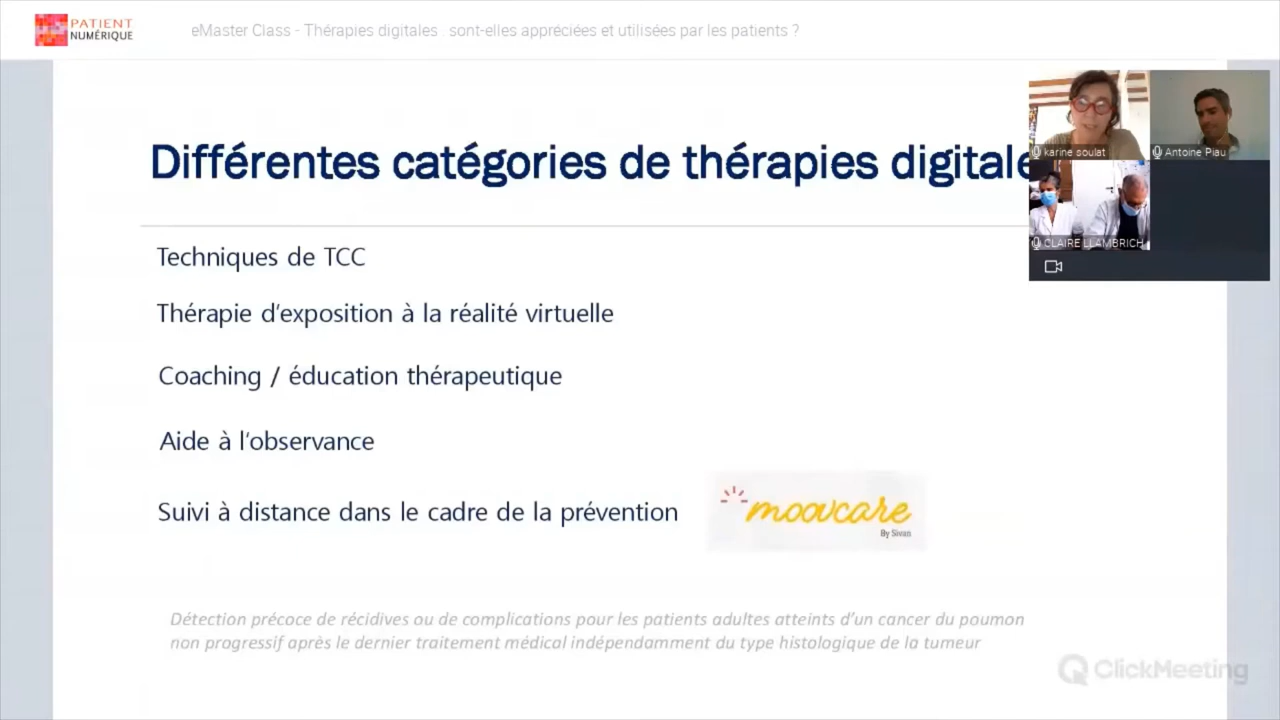 PATIENT
NUMÉRIQUE
eMaster Class - Thérapies digitales : sont-elles appréciées et utilisées par les patients ?
Différentes catégories de thérapies digitale
karine soulat
Antoine Piau
CLAIRE LLAMBRICH
Techniques de TCC
Thérapie d'exposition à la réalité virtuelle
Coaching / éducation thérapeutique
Aide à l'observance
Suivi à distance dans le cadre de la prévention
moovcare
By Sivan
Détection précoce de récidives ou de complications pour les patients adultes atteints d'un cancer du poumon
non progressif après le dernier traitement médical indépendamment du type histologique de la tumeur
ClickMeeting